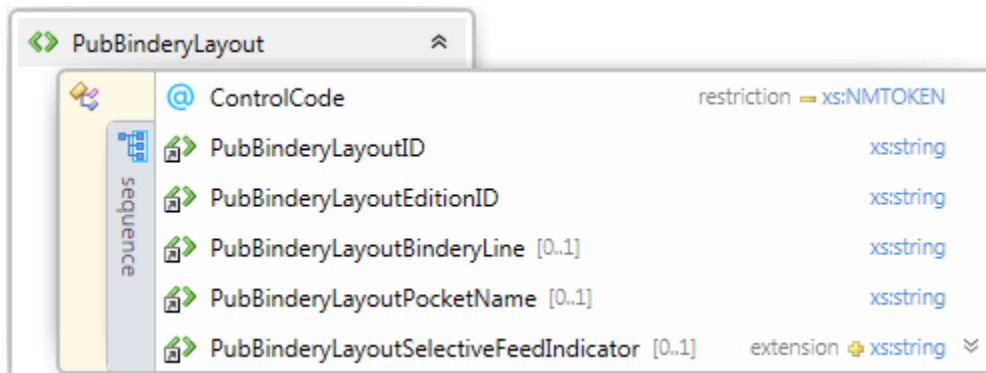 PubBinderyLayout
@ ControlCode restriction xs:NMTOKEN
sequence
PubBinderyLayoutID xs:string
PubBinderyLayoutEditionID xs:string
PubBinderyLayoutBinderyLine [0..1] xs:string
PubBinderyLayoutPocketName [0..1] xs:string
PubBinderyLayoutSelectiveFeedIndicator [0..1] extension xs:string